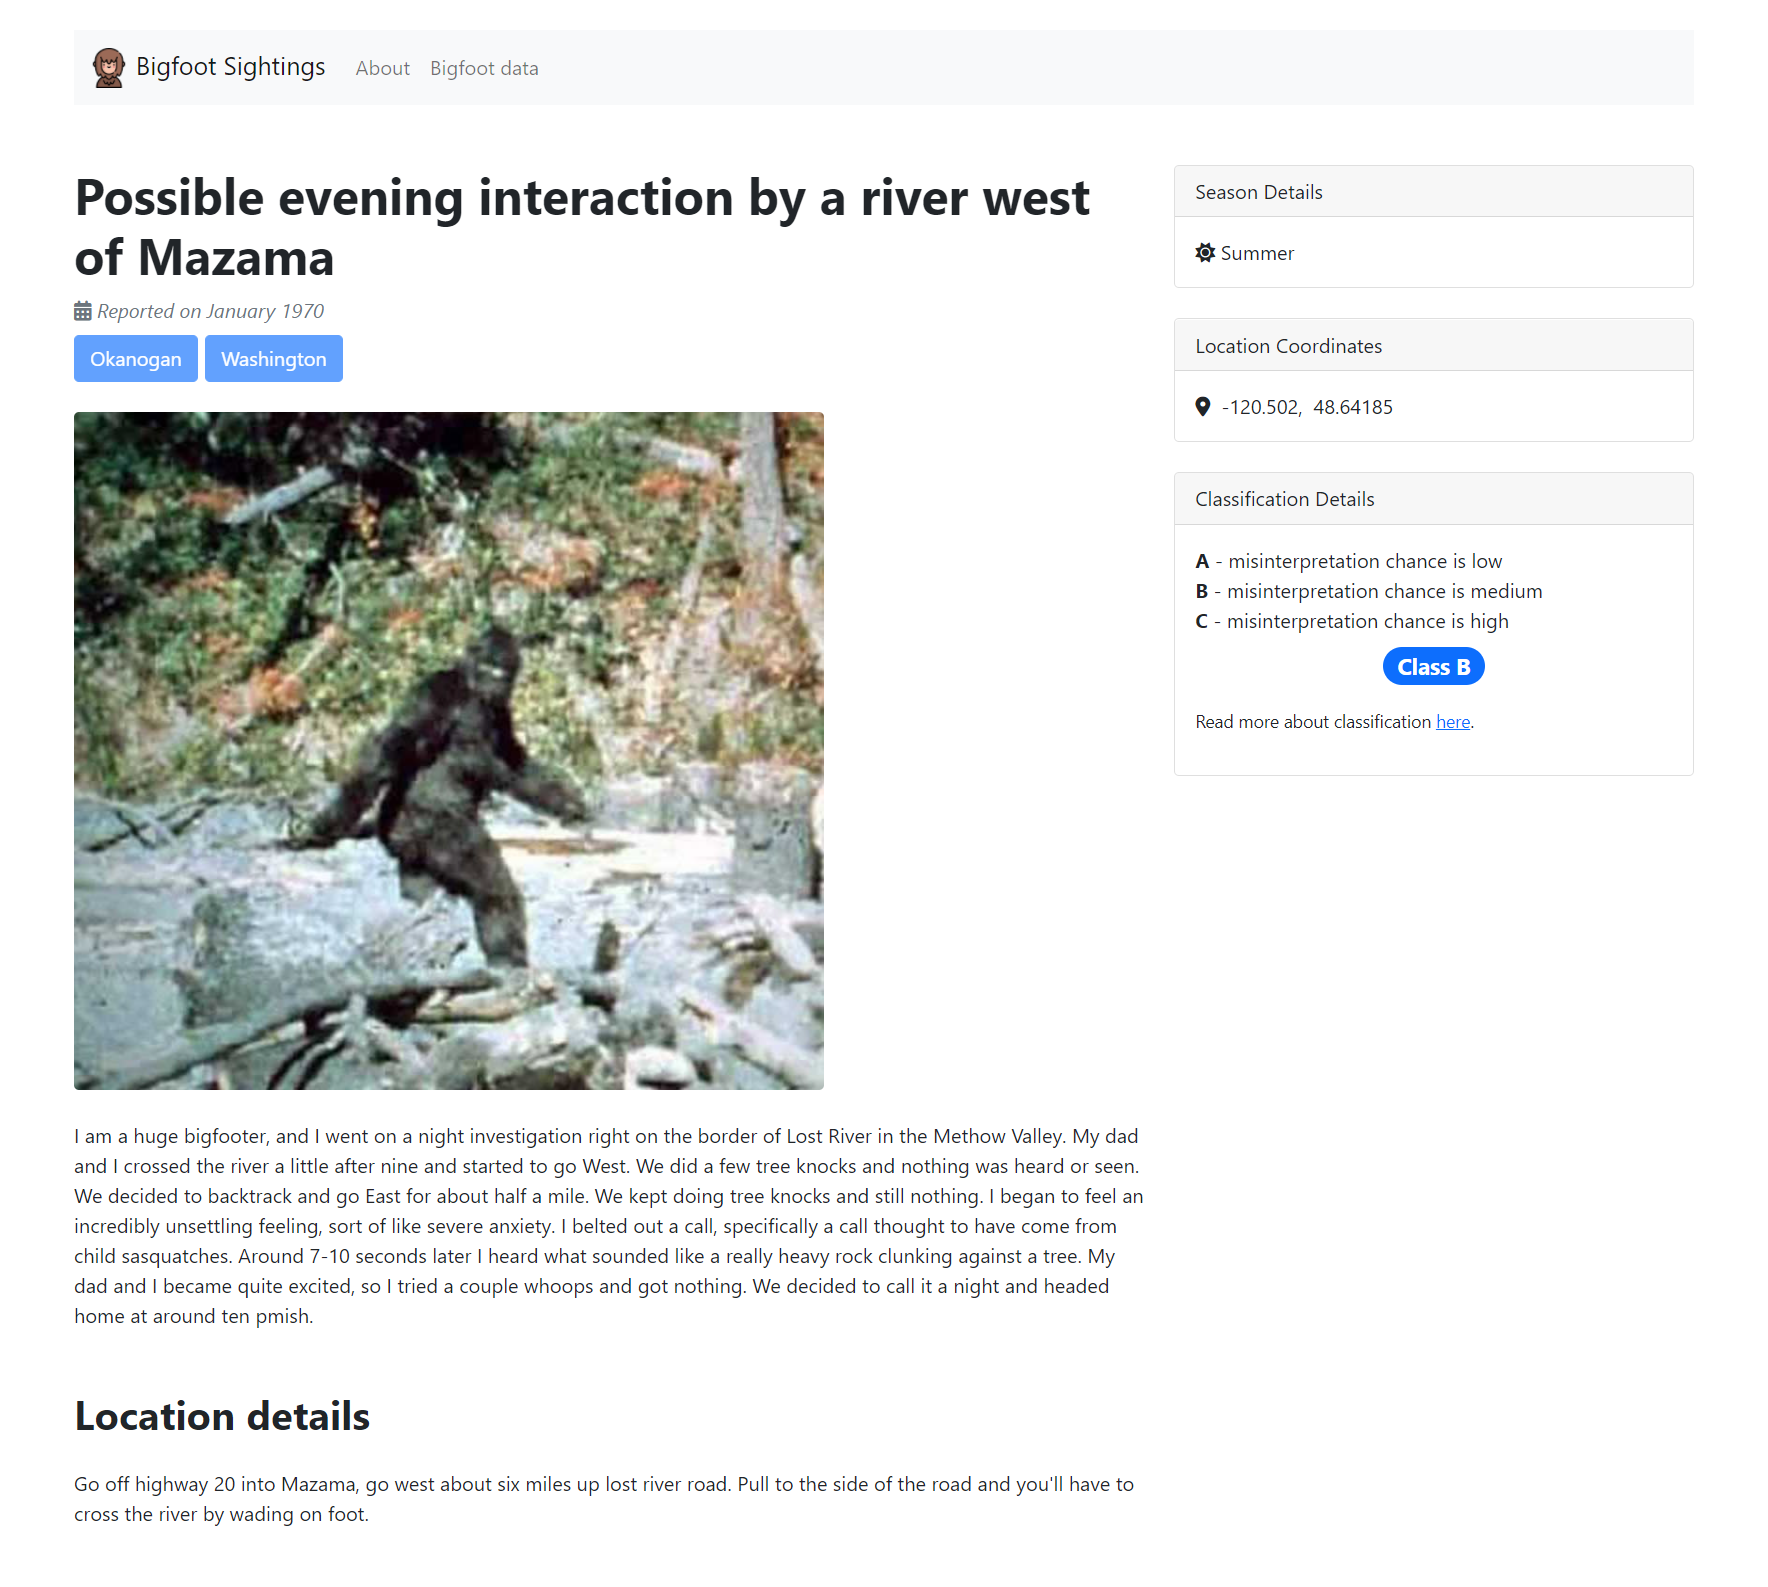 Bigfoot Sightings
About
Bigfoot data
Possible evening interaction by a river west
of Mazama
Reported on January 1970
Okanogan
Washington
I am a huge bigfooter, and I went on a night investigation right on the border of Lost River in the Methow Valley. My dad
and I crossed the river a little after nine and started to go West. We did a few tree knocks and nothing was heard or seen.
We decided to backtrack and go East for about half a mile. We kept doing tree knocks and still nothing. I began to feel an
incredibly unsettling feeling, sort of like severe anxiety. I belted out a call, specifically a call thought to have come from
child sasquatches. Around 7-10 seconds later I heard what sounded like a really heavy rock clunking against a tree. My
dad and I became quite excited, so I tried a couple whoops and got nothing. We decided to call it a night and headed
home at around ten pmish.
Location details
Go off highway 20 into Mazama, go west about six miles up lost river road. Pull to the side of the road and you'll have to
cross the river by wading on foot.
Season Details
Summer
Location Coordinates
-120.502, 48.64185
Classification Details
A - misinterpretation chance is low
B - misinterpretation chance is medium
C - misinterpretation chance is high
Class B
Read more about classification here.